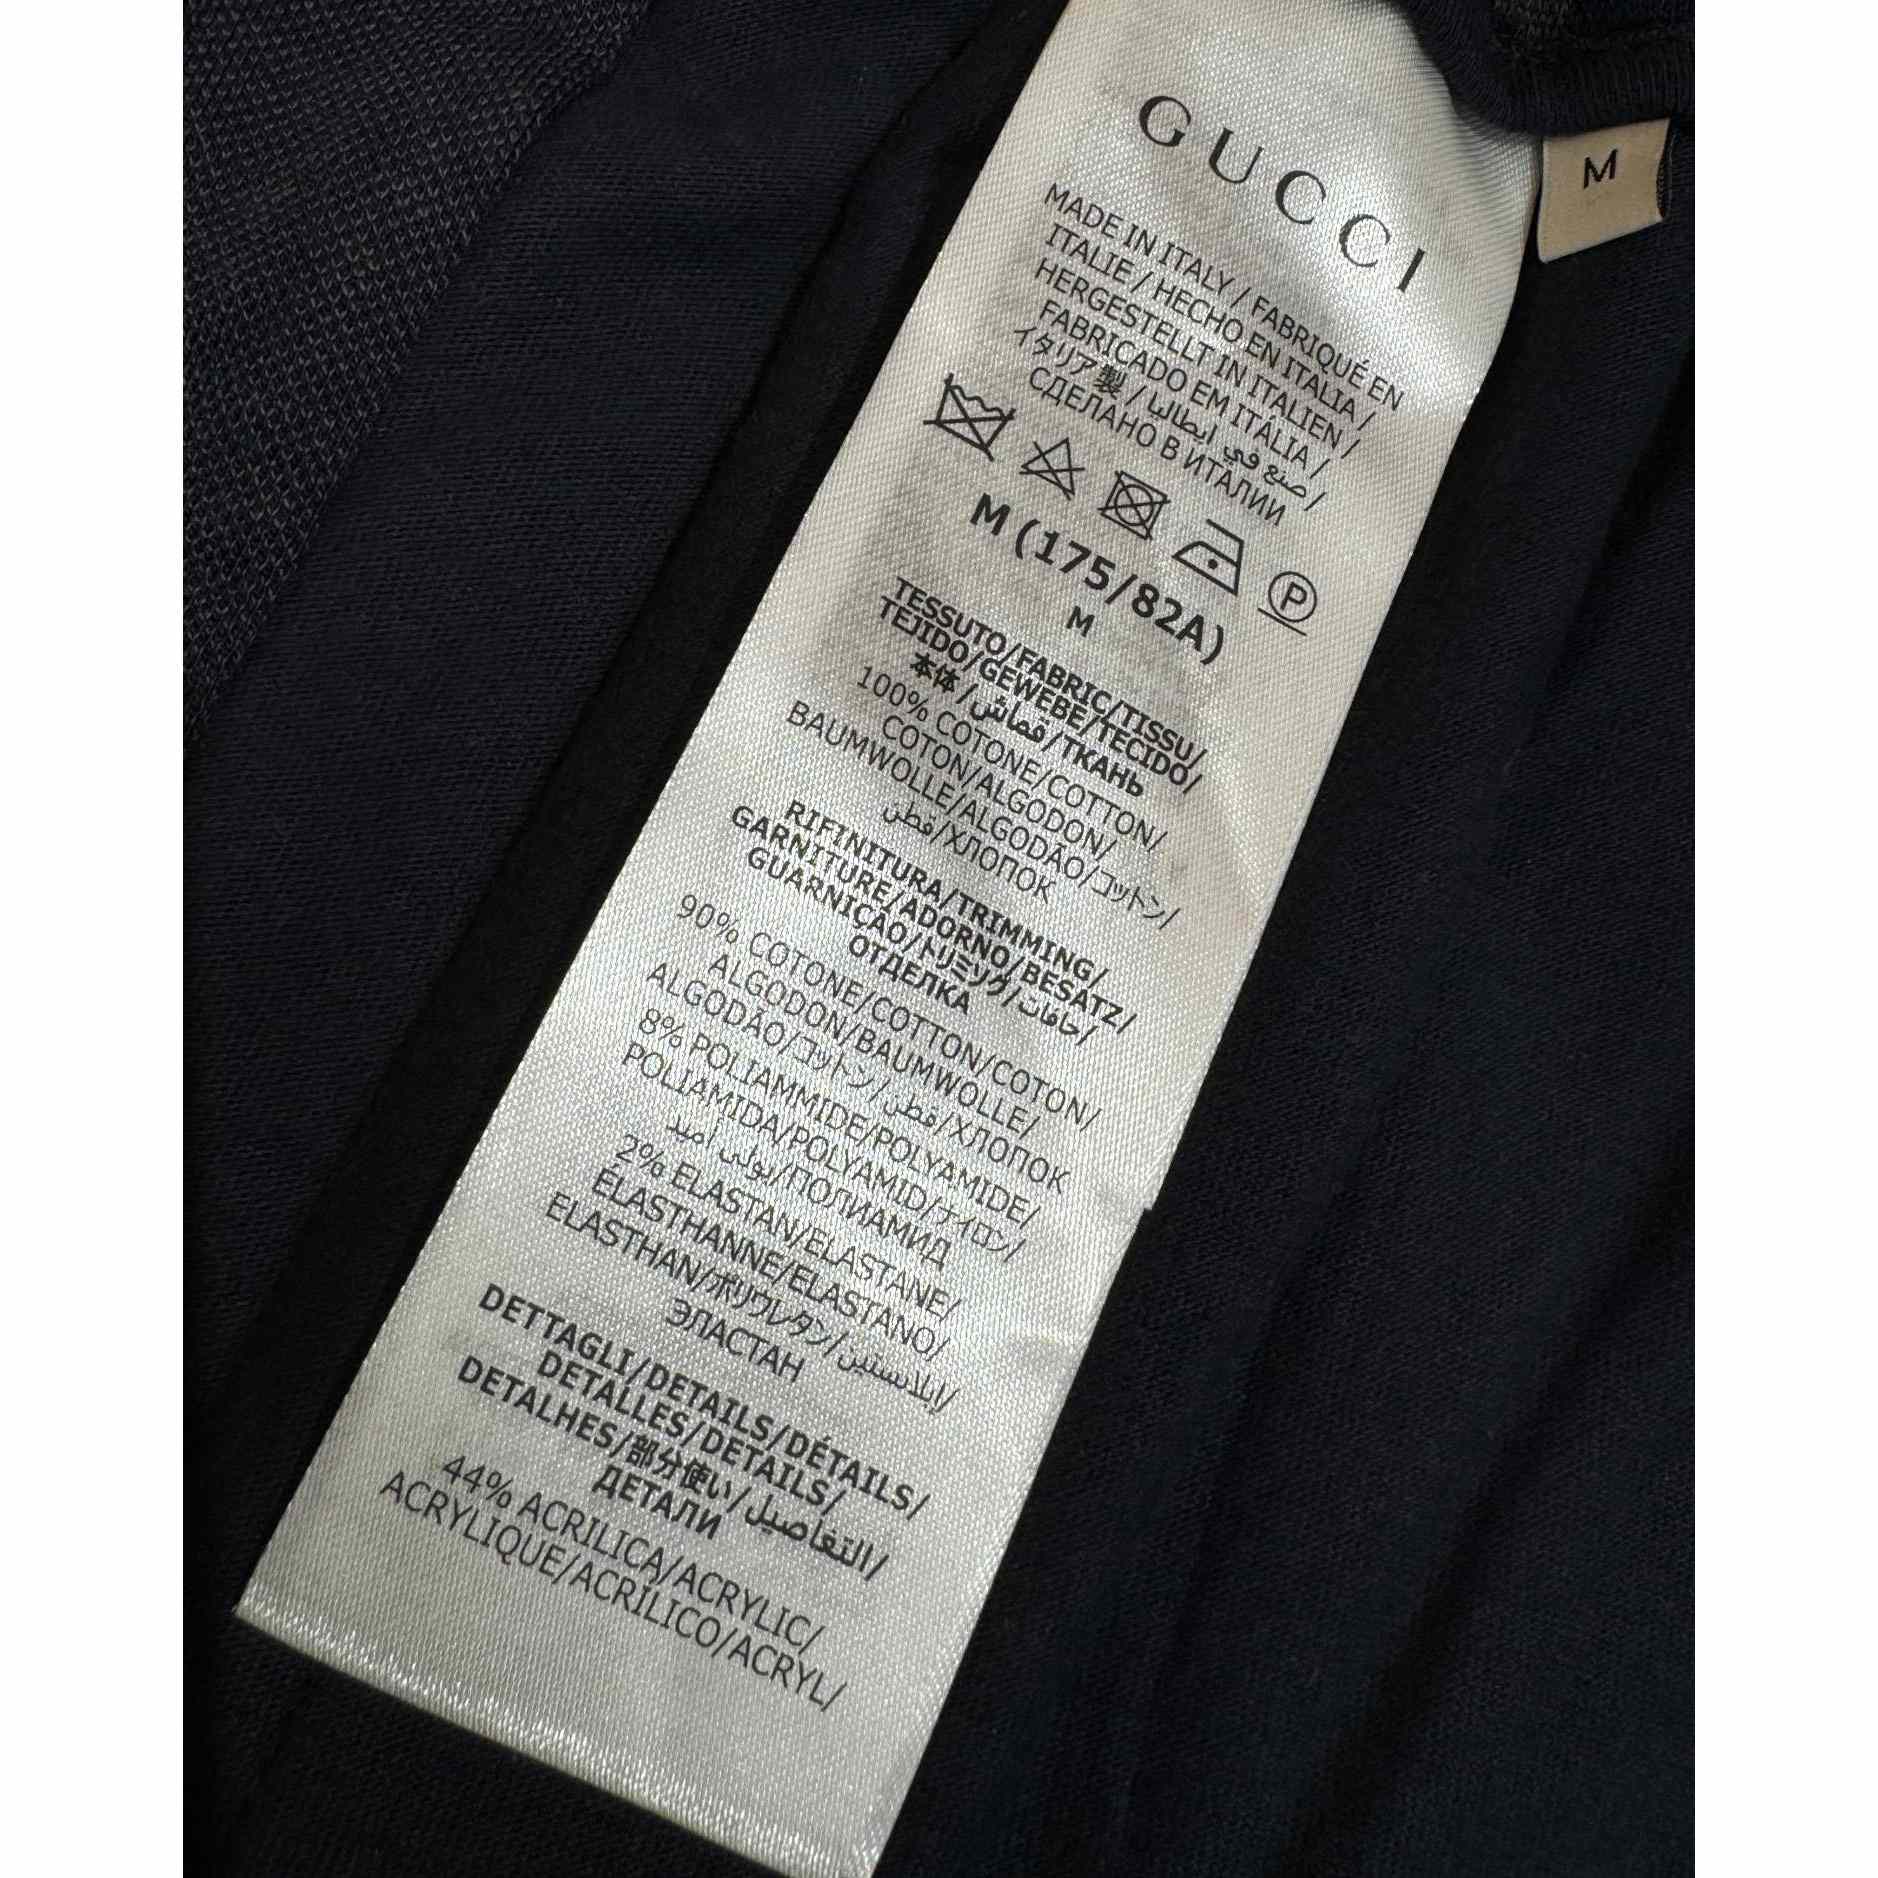 GUCCI
M
MADE IN ITALY / FABRIQUÉ EN
ITALIE / HECHO EN ITALIA /
HERGESTELLT IN ITALIEN /
FABRICADO EM ITÁLIA /
イタリア製 / صنع في ايطاليا /
СДЕЛАНО В ИТАЛИИ
P
M (175/82A)
M
TESSUTO/FABRIC/TISSU/
TEJIDO/GEWEBE/TECIDO/
本体/قماش/ТКАНЬ
100% COTONE/COTTON/
COTON/ALGODON/
BAUMWOLLE/ALGODÃO/コットン/
قطن/ХЛОПОК
RIFINITURA/TRIMMING/
GARNITURE/ADORNO/BESATZ/
GUARNIÇÃO/トリミング/حافات/
ОТДЕЛКА
90% COTONE/COTTON/COTON/
ALGODON/BAUMWOLLE/
ALGODÃO/コットン/قطن/ХЛОПОК
8% POLIAMMIDE/POLYAMIDE/
POLIAMIDA/POLYAMID/ナイロン/
بولي أميد/ПОЛИАМИД
2% ELASTAN/ELASTANE/
ÉLASTHANNE/ELASTANO/
ELASTHAN/ポリウレタン/إيلاستين/
ЭЛАСТАН
DETTAGLI/DETAILS/DÉTAILS/
DETALLES/DETAILS/
DETALHES/部分使い/التفاصيل/
ДЕТАЛИ
44% ACRILICA/ACRYLIC/
ACRYLIQUE/ACRÍLICO/ACRYL/